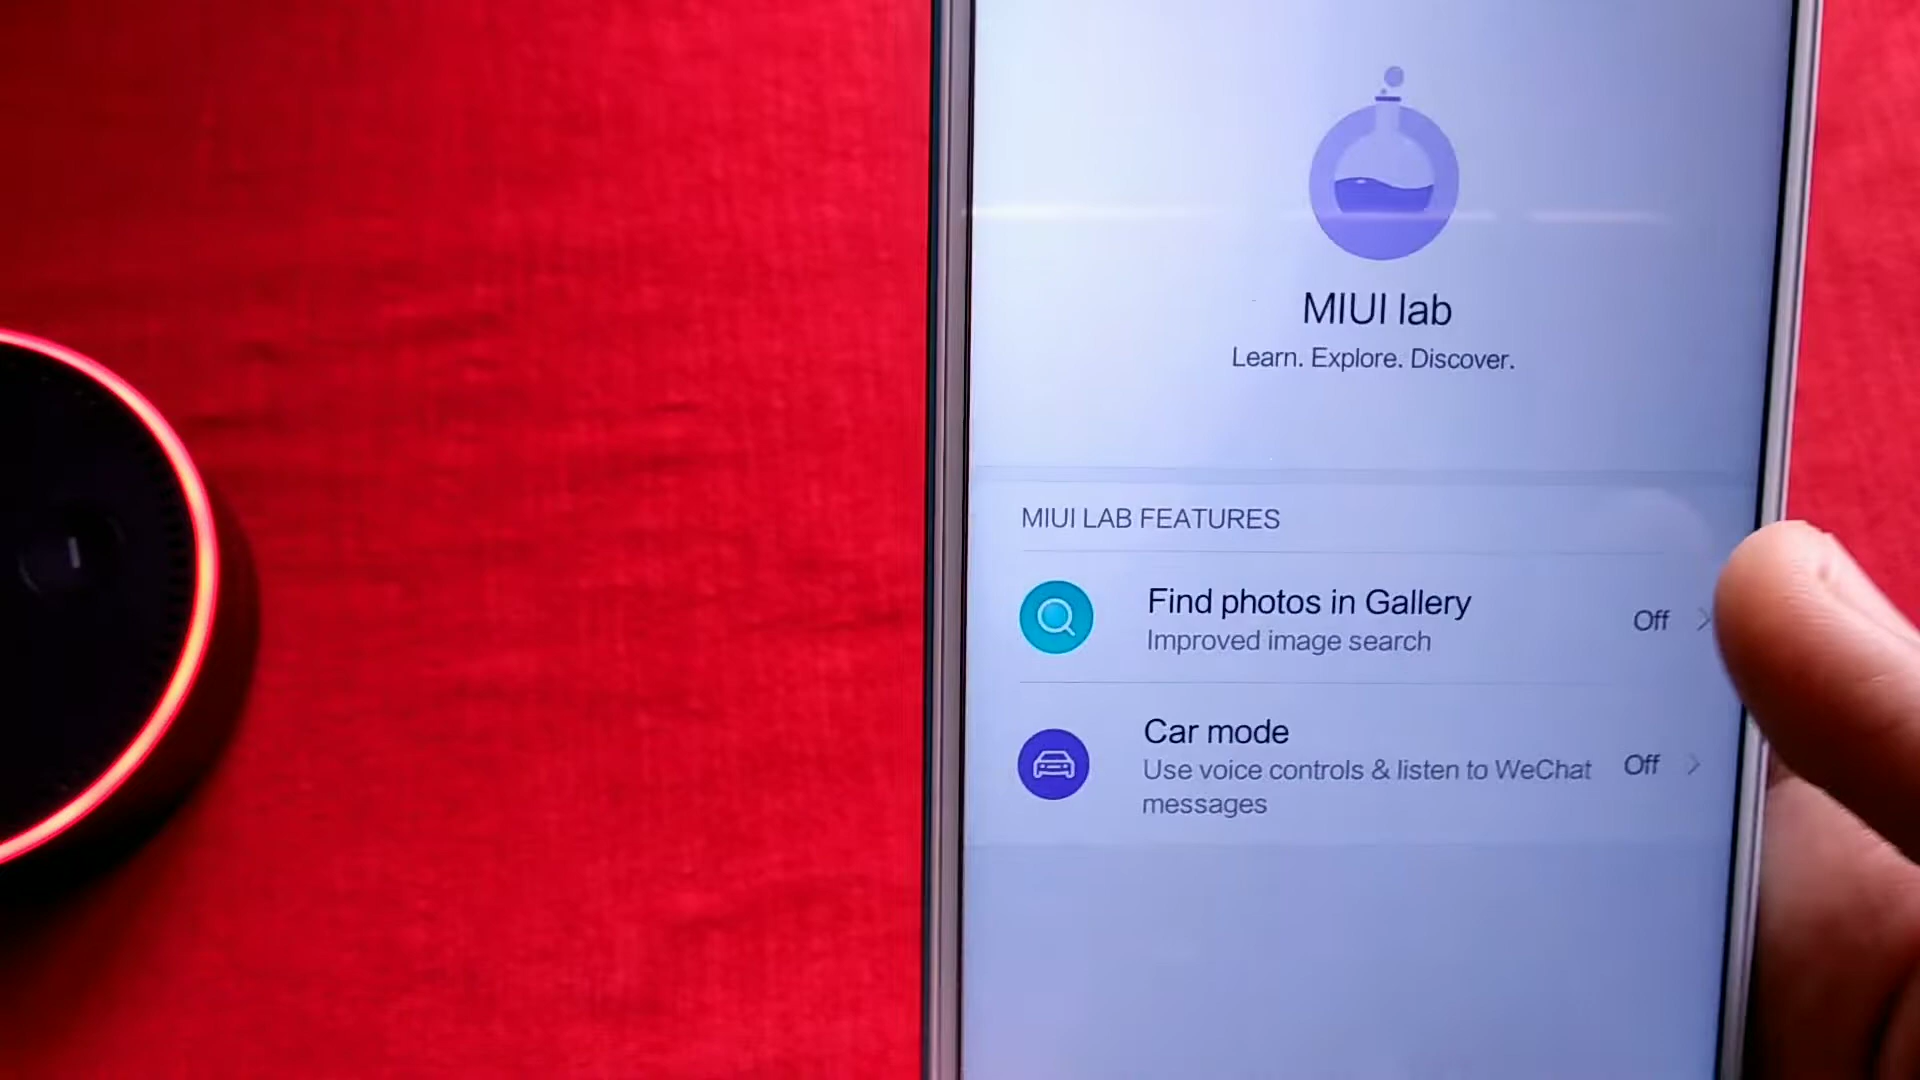 MIUI lab
Learn. Explore. Discover.
MIUI LAB FEATURES
Find photos in Gallery
Improved image search
Off
Car mode
Use voice controls & listen to WeChat
messages
Off